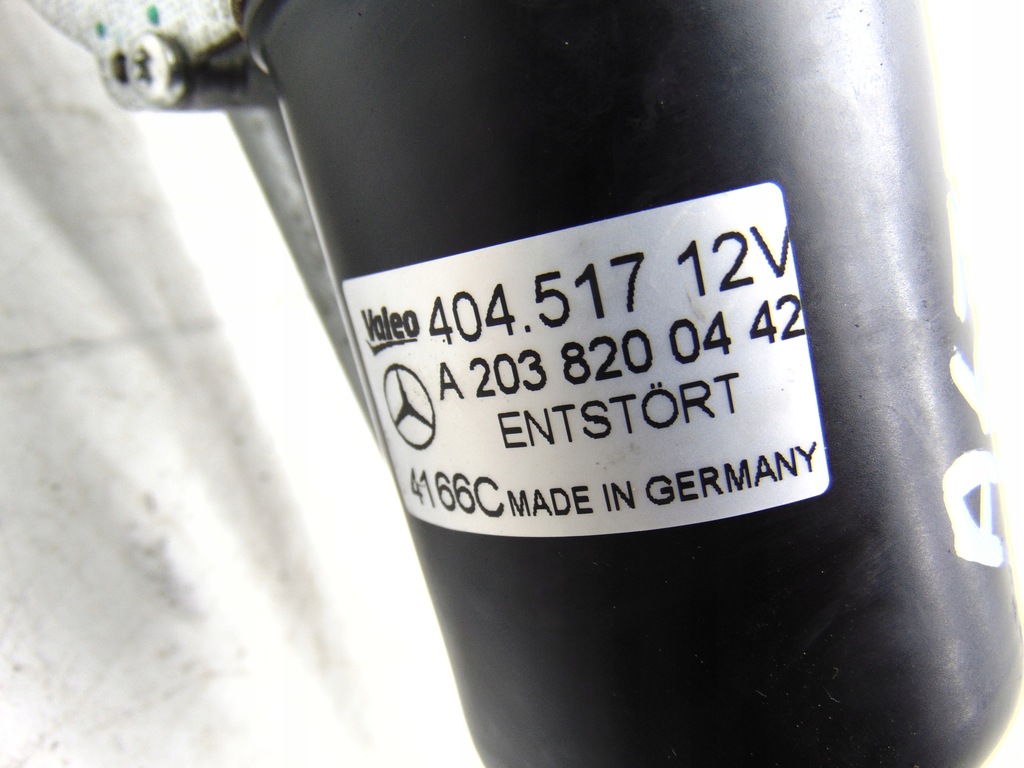 Valeo 404.517 12V
A 203 820 04 42
ENTSTÖRT
4166C MADE IN GERMANY